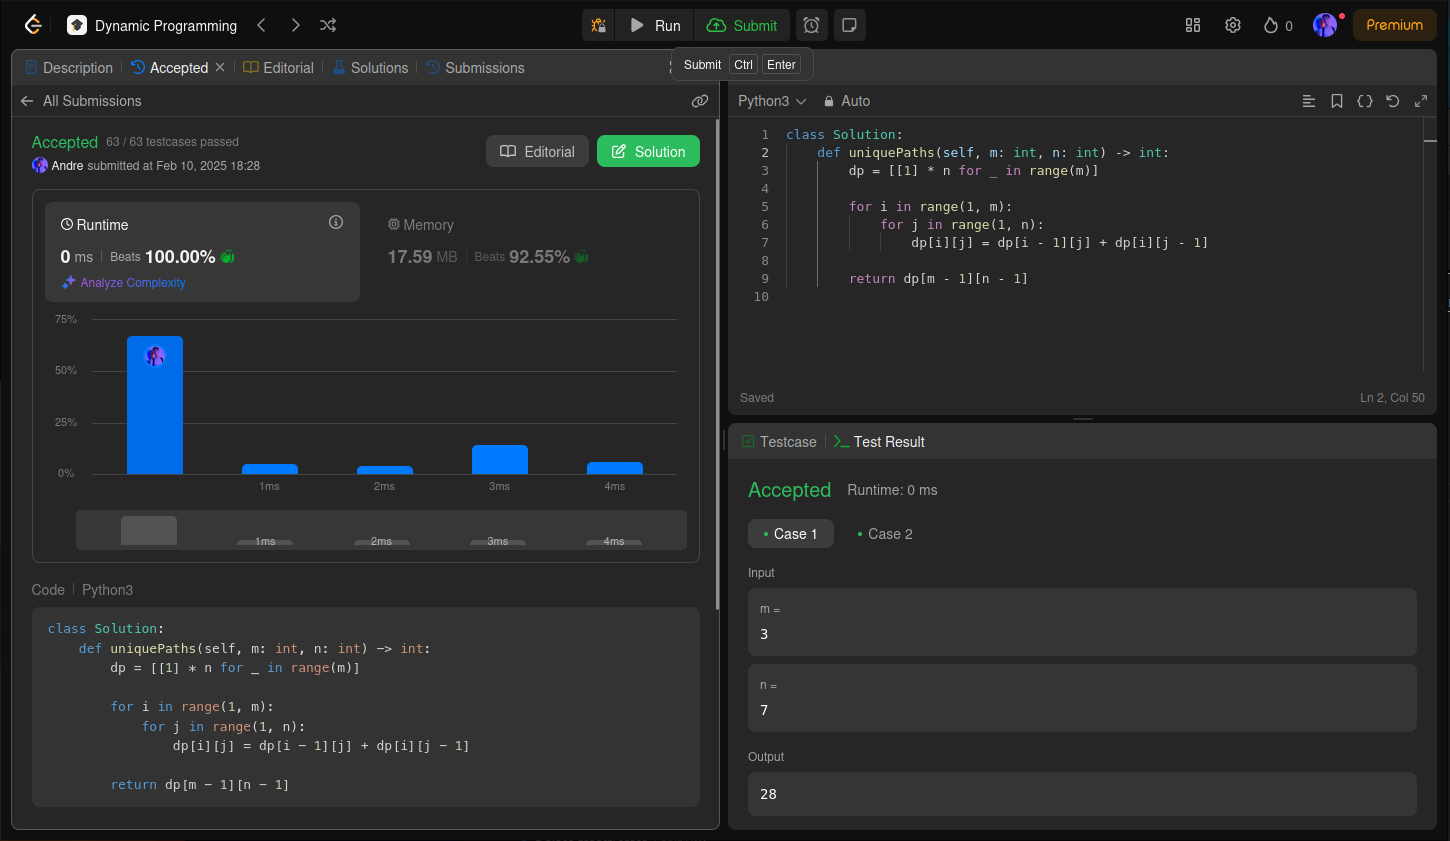 Dynamic Programming
Run
Submit
0
Premium
Description
Accepted
Editorial
Solutions
Submissions
Submit Ctrl Enter
All Submissions
Accepted 63 / 63 testcases passed
Andre submitted at Feb 10, 2025 18:28
Editorial
Solution
Runtime
0 ms Beats 100.00%
Analyze Complexity
Memory
17.59 MB Beats 92.55%
75%
50%
25%
0%
1ms 2ms 3ms 4ms
1ms 2ms 3ms 4ms
Code Python3
class Solution:
    def uniquePaths(self, m: int, n: int) -> int:
        dp = [[1] * n for _ in range(m)]
        for i in range(1, m):
            for j in range(1, n):
                dp[i][j] = dp[i - 1][j] + dp[i][j - 1]
        return dp[m - 1][n - 1]
Python3 Auto
1 class Solution:
2     def uniquePaths(self, m: int, n: int) -> int:
3         dp = [[1] * n for _ in range(m)]
4
5         for i in range(1, m):
6             for j in range(1, n):
7                 dp[i][j] = dp[i - 1][j] + dp[i][j - 1]
8
9         return dp[m - 1][n - 1]
10
Saved Ln 2, Col 50
Testcase
Test Result
Accepted Runtime: 0 ms
Case 1 Case 2
Input
m =
3
n =
7
Output
28